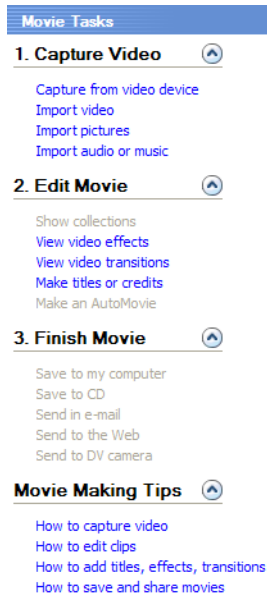 Movie Tasks
1. Capture Video
Capture from video device
Import video
Import pictures
Import audio or music
2. Edit Movie
Show collections
View video effects
View video transitions
Make titles or credits
Make an AutoMovie
3. Finish Movie
Save to my computer
Save to CD
Send in e-mail
Send to the Web
Send to DV camera
Movie Making Tips
How to capture video
How to edit clips
How to add titles, effects, transitions
How to save and share movies